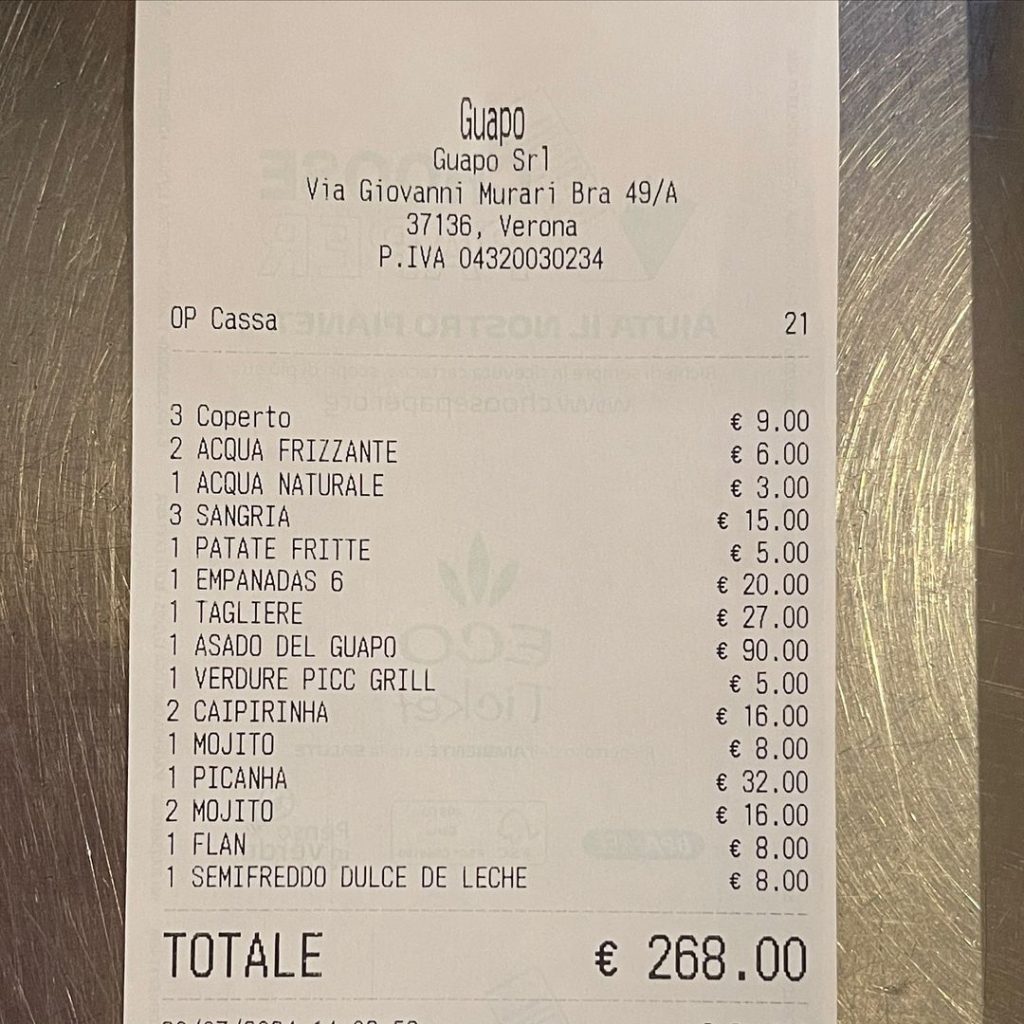 Guapo
Guapo Srl
Via Giovanni Murari Bra 49/A
37136, Verona
P.IVA 04320030234
OP Cassa 21
3 Coperto € 9.00
2 ACQUA FRIZZANTE € 6.00
1 ACQUA NATURALE € 3.00
3 SANGRIA € 15.00
1 PATATE FRITTE € 5.00
1 EMPANADAS 6 € 20.00
1 TAGLIERE € 27.00
1 ASADO DEL GUAPO € 90.00
1 VERDURE PICC GRILL € 5.00
2 CAIPIRINHA € 16.00
1 MOJITO € 8.00
1 PICANHA € 32.00
2 MOJITO € 16.00
1 FLAN € 8.00
1 SEMIFREDDO DULCE DE LECHE € 8.00
TOTALE € 268.00